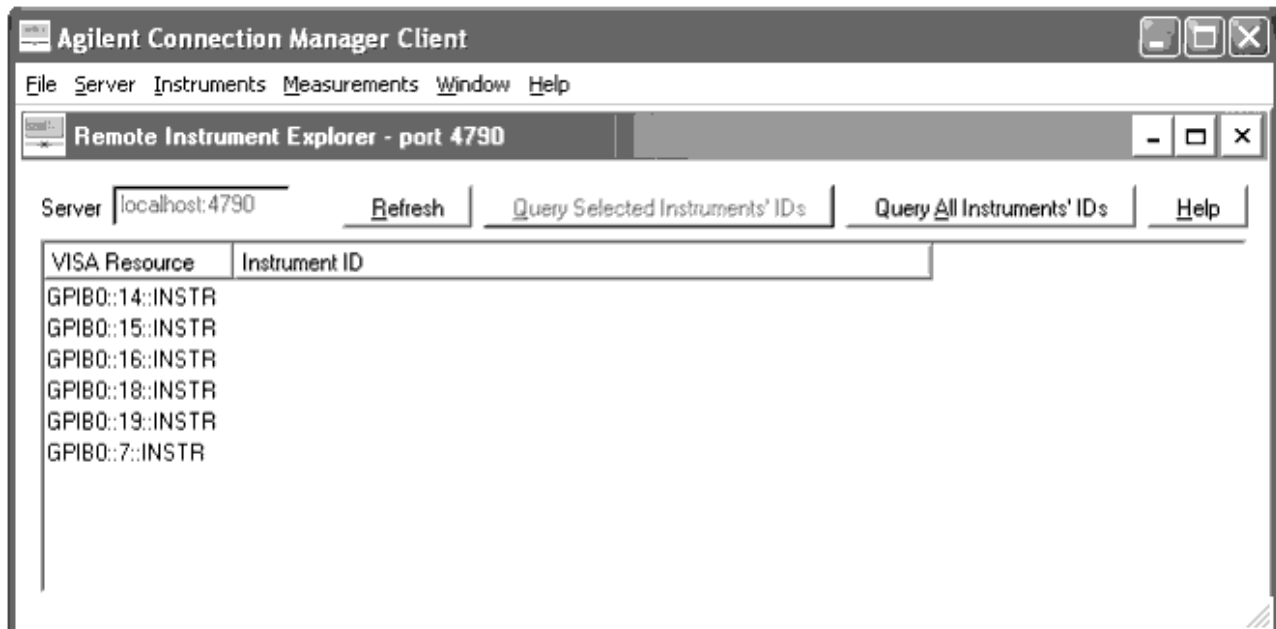 Agilent Connection Manager Client
File Server Instruments Measurements Window Help
Remote Instrument Explorer - port 4790
Server localhost:4790 Refresh Query Selected Instruments' IDs Query All Instruments' IDs Help
VISA Resource Instrument ID
GPIB0::14::INSTR
GPIB0::15::INSTR
GPIB0::16::INSTR
GPIB0::18::INSTR
GPIB0::19::INSTR
GPIB0::7::INSTR